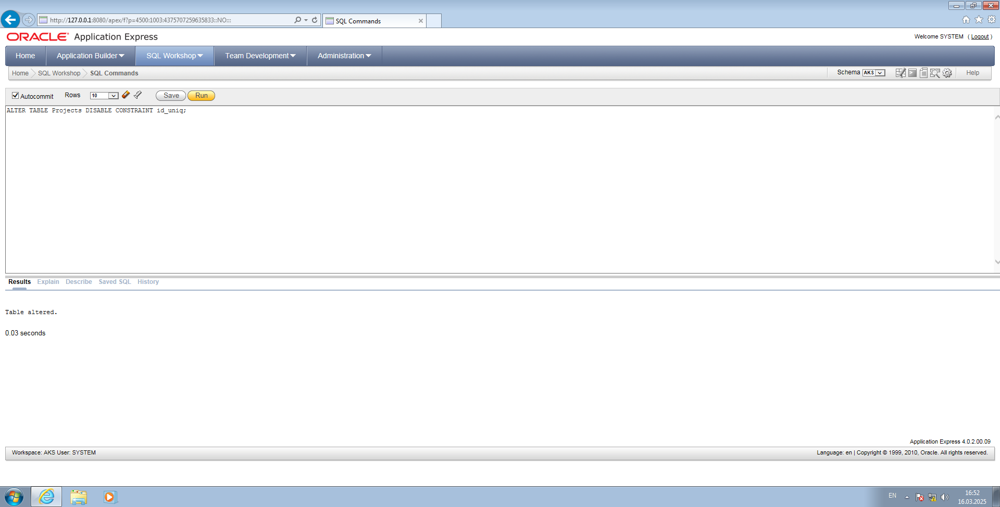 http://127.0.0.1:8080/apex/f?p=4500:1003:4375707259635833::NO:::
SQL Commands
ORACLE Application Express
Welcome SYSTEM ( Logout )
Home
Application Builder
SQL Workshop
Team Development
Administration
Home
SQL Workshop
SQL Commands
Schema AKS
Help
Autocommit
Rows 10
Save
Run
ALTER TABLE Projects DISABLE CONSTRAINT id_uniq;
Results
Explain
Describe
Saved SQL
History
Table altered.
0.03 seconds
Application Express 4.0.2.00.09
Workspace: AKS User: SYSTEM
Language: en | Copyright © 1999, 2010, Oracle. All rights reserved.
EN
16:52
16.03.2025